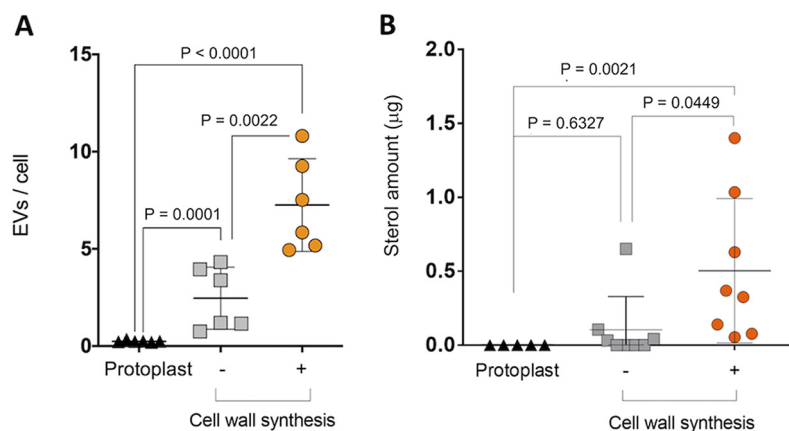 A
EVs / cell
15
10
5
0
P < 0.0001
P = 0.0022
P = 0.0001
Protoplast - +
Cell wall synthesis
B
Sterol amount (µg)
2.0
1.5
1.0
0.5
0.0
P = 0.0021
P = 0.0449
P = 0.6327
Protoplast - +
Cell wall synthesis